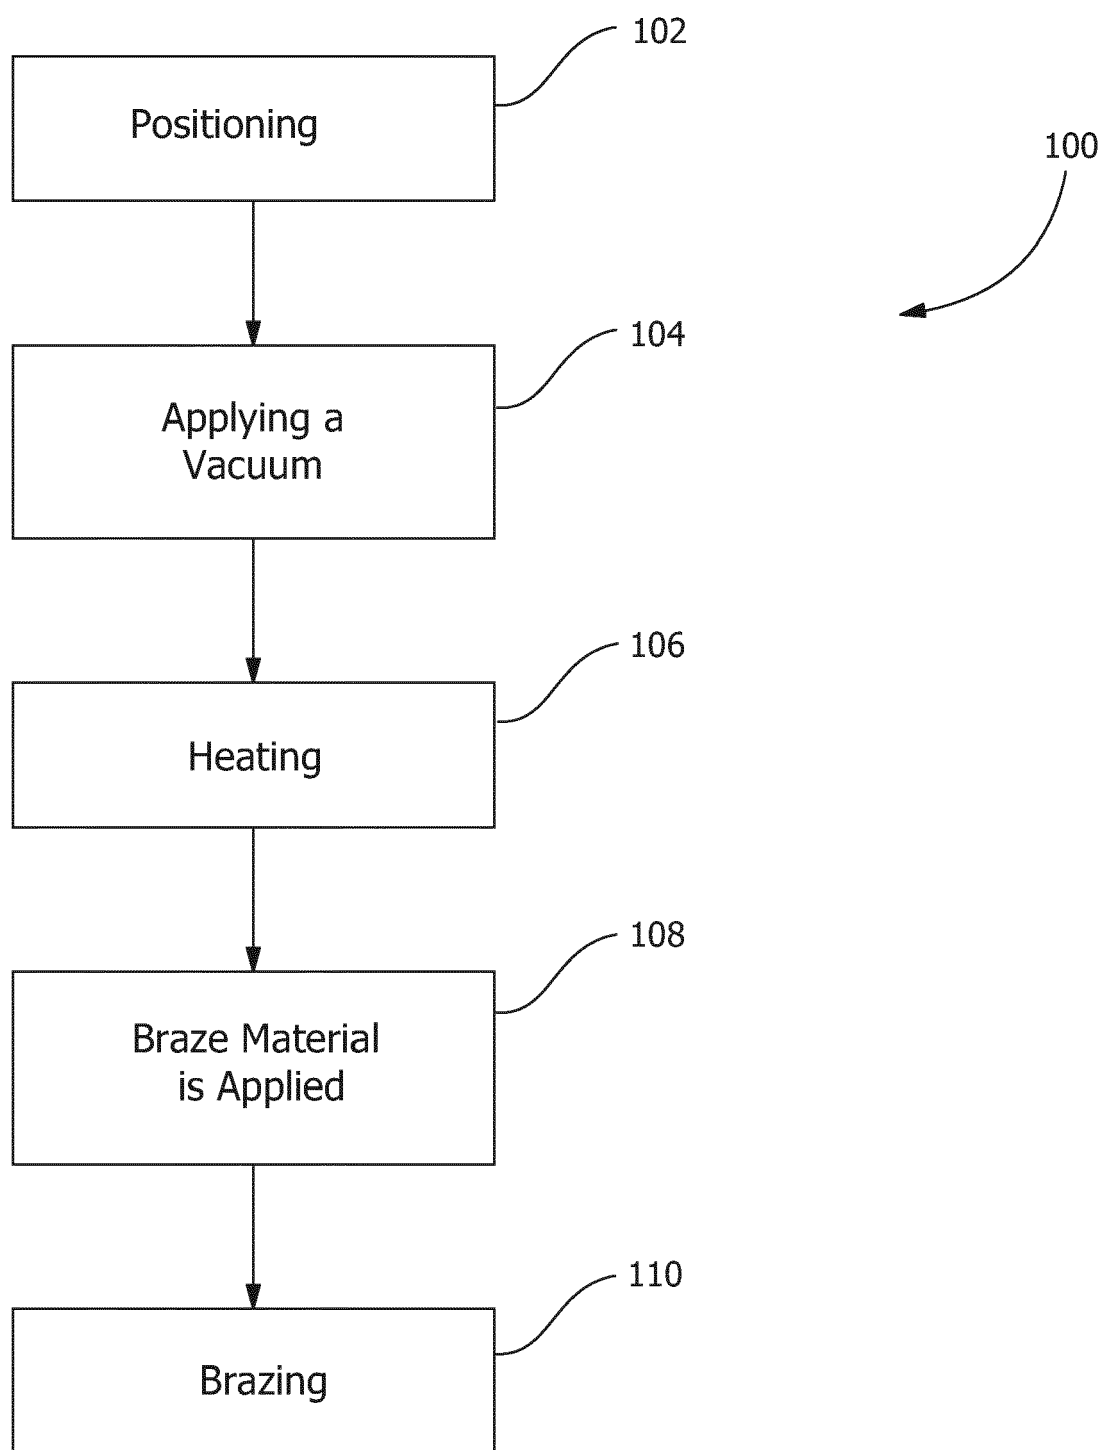 102
Positioning
100
104
Applying a
Vacuum
106
Heating
108
Braze Material
is Applied
110
Brazing